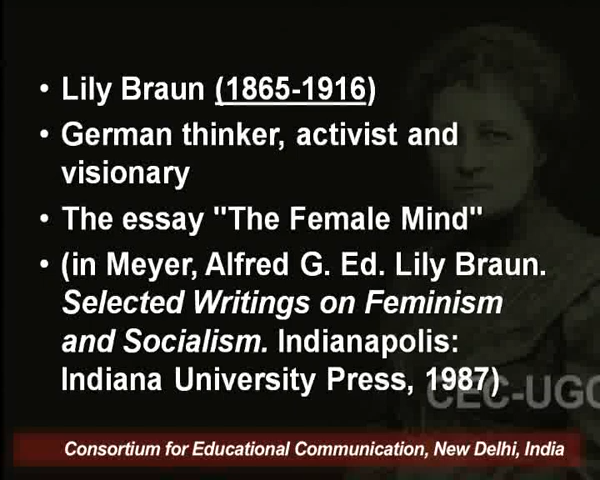 • Lily Braun (1865-1916)
• German thinker, activist and
visionary
• The essay "The Female Mind"
• (in Meyer, Alfred G. Ed. Lily Braun.
Selected Writings on Feminism
and Socialism. Indianapolis:
Indiana University Press, 1987)
CEC-UGC
Consortium for Educational Communication, New Delhi, India